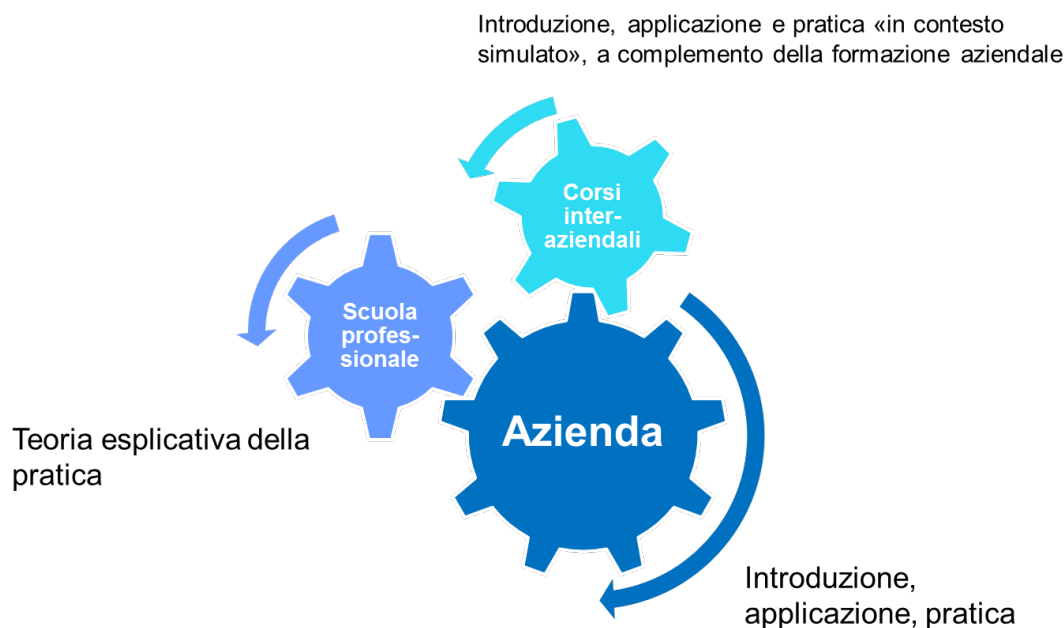 Introduzione, applicazione e pratica «in contesto
simulato», a complemento della formazione aziendale
Corsi
inter-
aziendali
Scuola
profes-
sionale
Azienda
Teoria esplicativa della
pratica
Introduzione,
applicazione, pratica